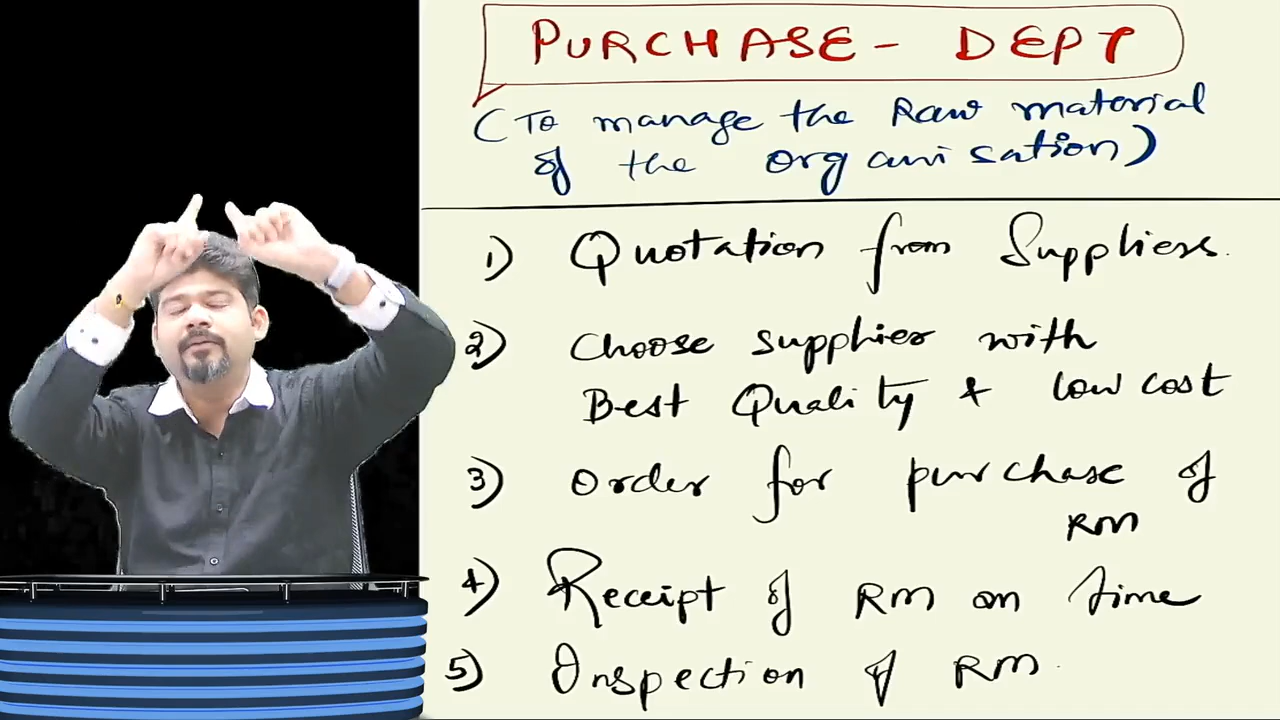 PURCHASE - DEPT
(To manage the Raw material
of the organisation)
1) Quotation from Suppliers.
2) Choose supplier with
Best Quality & low cost
3) Order for purchase of
RM
4) Receipt of RM on time
5) Inspection of RM.